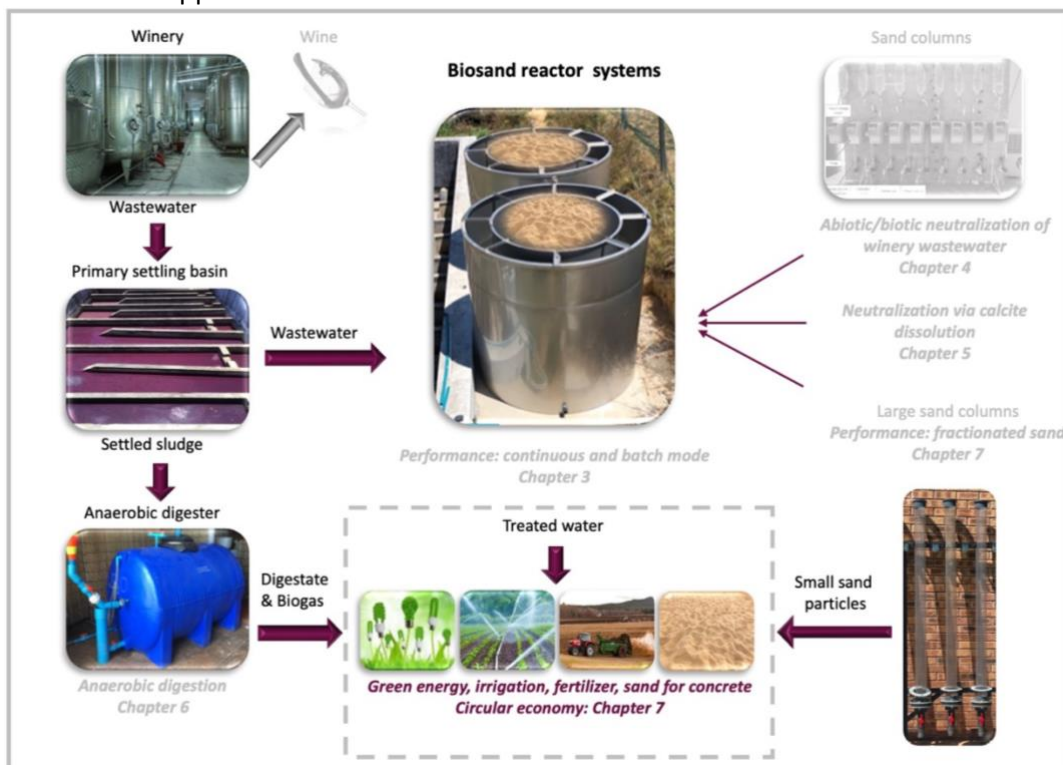 Winery
Wine
Sand columns
Biosand reactor systems
Wastewater
Abiotic/biotic neutralization of
winery wastewater
Chapter 4
Primary settling basin
Wastewater
Neutralization via calcite
dissolution
Chapter 5
Large sand columns
Performance: fractionated sand
Chapter 7
Settled sludge
Performance: continuous and batch mode
Chapter 3
Anaerobic digester
Treated water
Digestate
& Biogas
Small sand
particles
Anaerobic digestion
Chapter 6
Green energy, irrigation, fertilizer, sand for concrete
Circular economy: Chapter 7